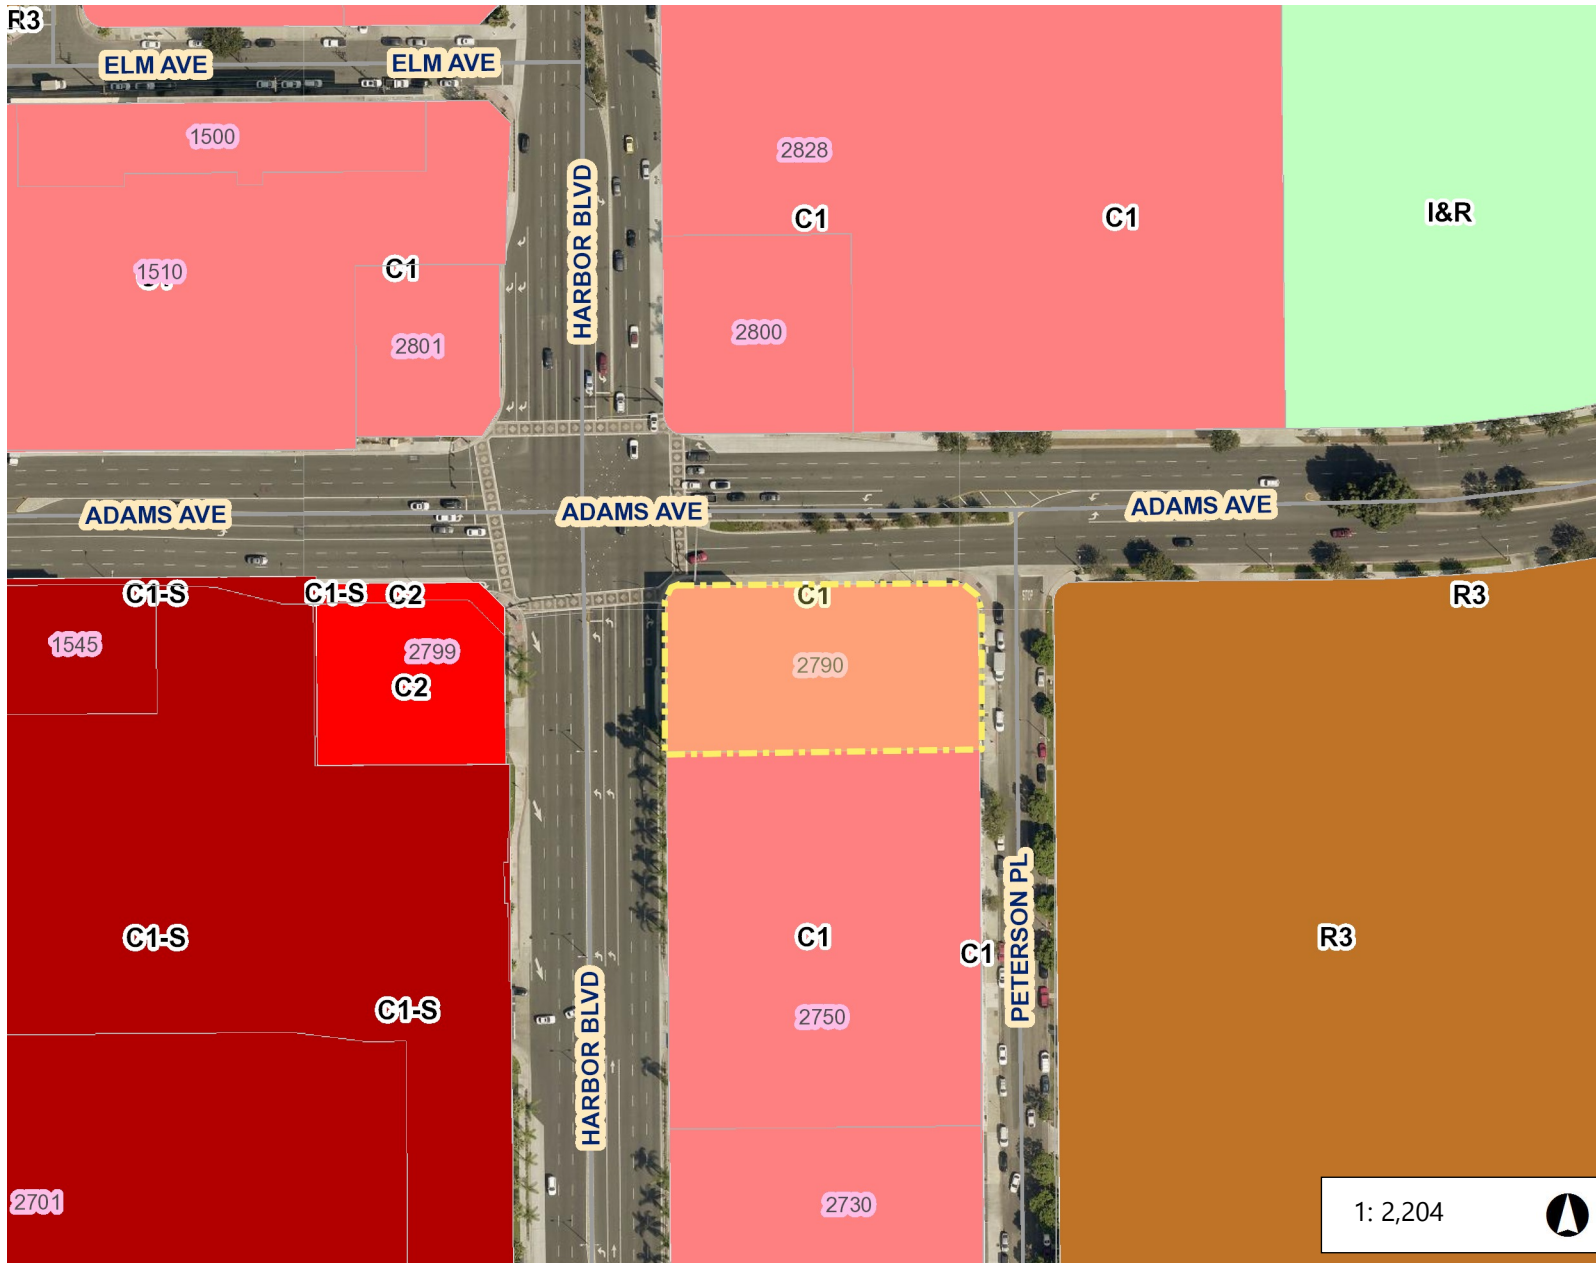 R3
ELM AVE
ELM AVE
1500
2828
HARBOR BLVD
C1
C1
I&R
1510
C1
2801
2800
ADAMS AVE
ADAMS AVE
ADAMS AVE
C1-S
C1-S
C2
C1
R3
STOP
1545
2799
2790
C2
C1-S
C1
C1
R3
PETERSON PL
C1-S
2750
HARBOR BLVD
2701
2730
1: 2,204